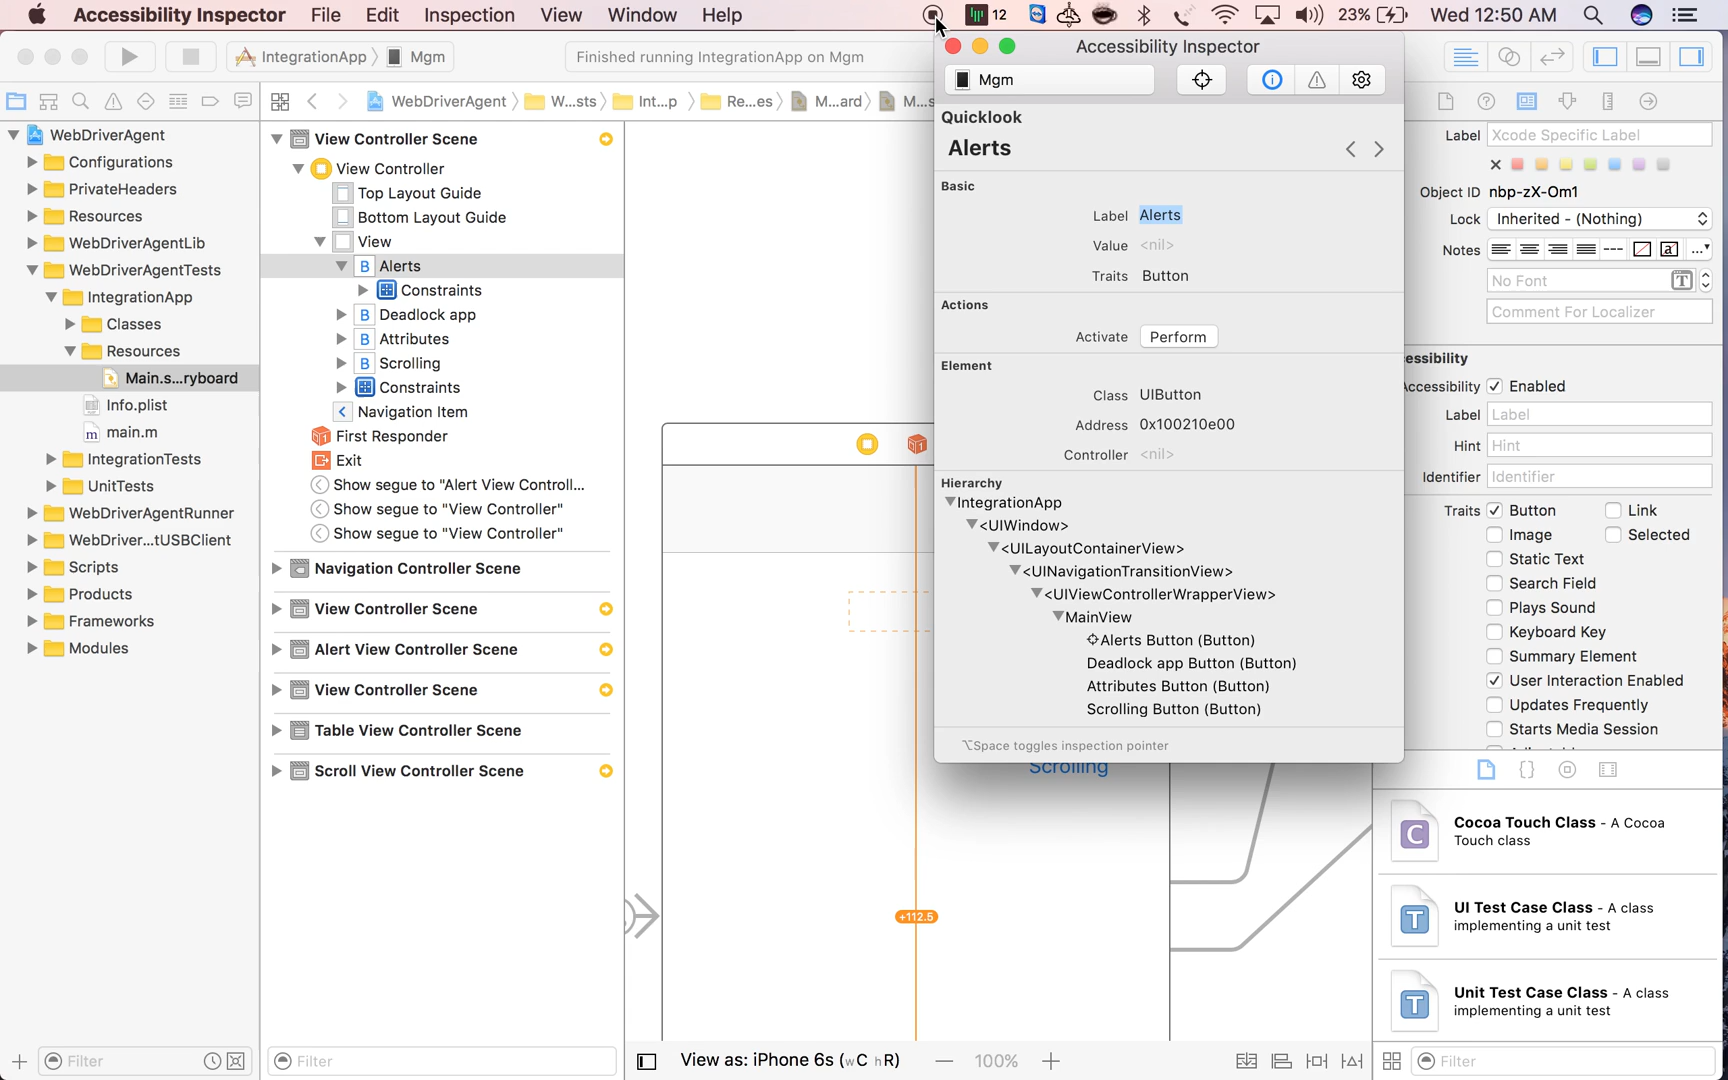 Accessibility Inspector File Edit Inspection View Window Help 12 23% Wed 12:50 AM
IntegrationApp Mgm Finished running IntegrationApp on Mgm
WebDriverAgent W...sts Int...p Re...es M...ard M...s
WebDriverAgent
Configurations
PrivateHeaders
Resources
WebDriverAgentLib
WebDriverAgentTests
IntegrationApp
Classes
Resources
Main.s...ryboard
Info.plist
main.m
IntegrationTests
UnitTests
WebDriverAgentRunner
WebDriver...tUSBClient
Scripts
Products
Frameworks
Modules
Filter
View Controller Scene
View Controller
Top Layout Guide
Bottom Layout Guide
View
B Alerts
Constraints
B Deadlock app
B Attributes
B Scrolling
Constraints
Navigation Item
First Responder
Exit
Show segue to "Alert View Controll...
Show segue to "View Controller"
Show segue to "View Controller"
Navigation Controller Scene
View Controller Scene
Alert View Controller Scene
View Controller Scene
Table View Controller Scene
Scroll View Controller Scene
Filter
+112.5
Scrolling
View as: iPhone 6s (wC hR) 100%
Accessibility Inspector
Mgm
Quicklook
Alerts
Basic
Label Alerts
Value <nil>
Traits Button
Actions
Activate Perform
Element
Class UIButton
Address 0x100210e00
Controller <nil>
Hierarchy
IntegrationApp
<UIWindow>
<UILayoutContainerView>
<UINavigationTransitionView>
<UIViewControllerWrapperView>
MainView
Alerts Button (Button)
Deadlock app Button (Button)
Attributes Button (Button)
Scrolling Button (Button)
⌥Space toggles inspection pointer
Label Xcode Specific Label
Object ID nbp-zX-Om1
Lock Inherited - (Nothing)
Notes
No Font T
Comment For Localizer
essibility
Accessibility Enabled
Label Label
Hint Hint
Identifier Identifier
Traits Button Link
Image Selected
Static Text
Search Field
Plays Sound
Keyboard Key
Summary Element
User Interaction Enabled
Updates Frequently
Starts Media Session
C Cocoa Touch Class - A Cocoa
Touch class
T UI Test Case Class - A class
implementing a unit test
T Unit Test Case Class - A class
implementing a unit test
Filter